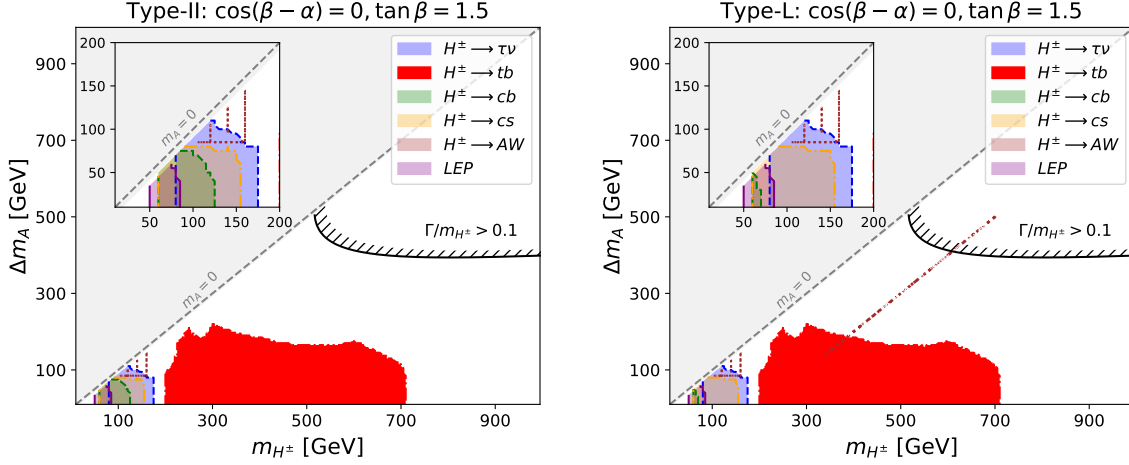 Type-II: cos(β − α) = 0, tan β = 1.5
200
150
100
50
50
100
150
200
m_A = 0
H^± → τν
H^± → tb
H^± → cb
H^± → cs
H^± → AW
LEP
900
700
500
300
100
Δm_A [GeV]
m_A = 0
Γ/m_{H^±} > 0.1
100
300
500
700
900
m_{H^±} [GeV]
Type-L: cos(β − α) = 0, tan β = 1.5
200
150
100
50
50
100
150
200
m_A = 0
H^± → τν
H^± → tb
H^± → cb
H^± → cs
H^± → AW
LEP
900
700
500
300
100
Δm_A [GeV]
m_A = 0
Γ/m_{H^±} > 0.1
100
300
500
700
900
m_{H^±} [GeV]